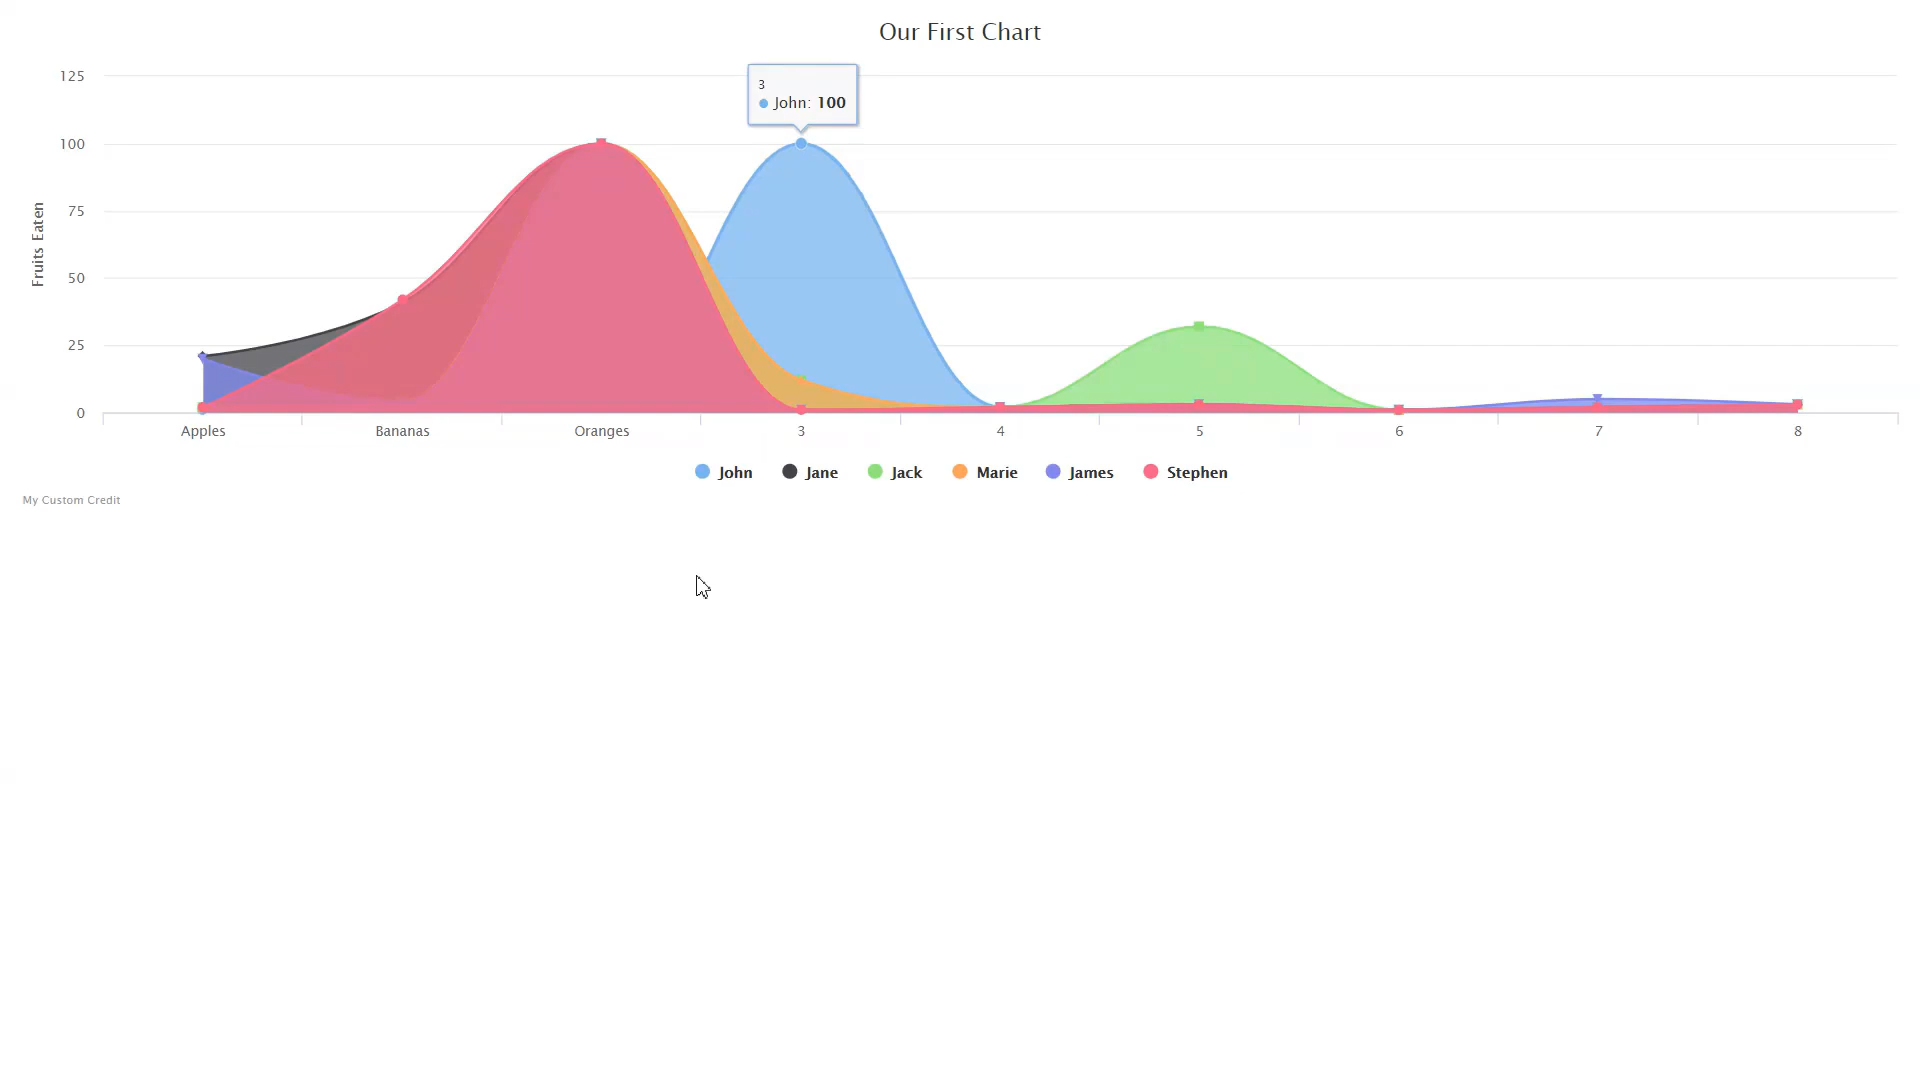 Our First Chart
125
3
John: 100
100
75
50
25
0
Fruits Eaten
Apples Bananas Oranges 3 4 5 6 7 8
John Jane Jack Marie James Stephen
My Custom Credit